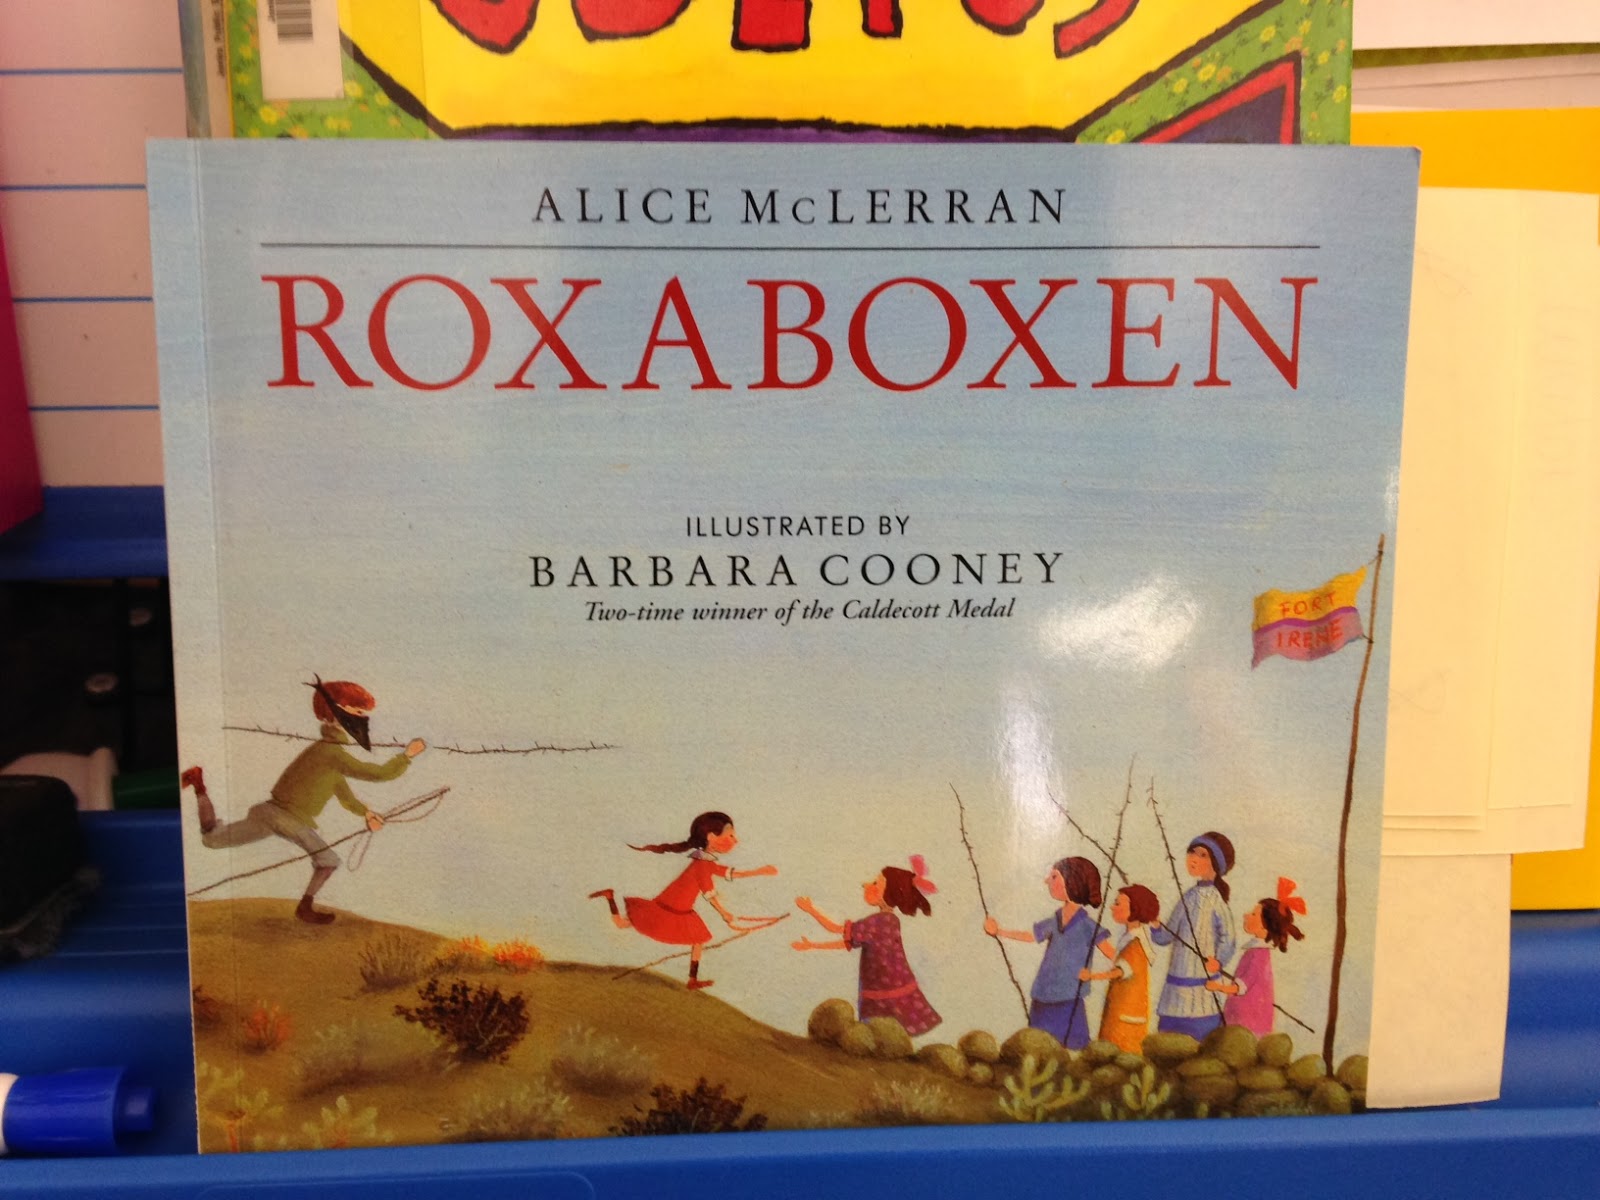 ALICE McLERRAN
ROXABOXEN
ILLUSTRATED BY
BARBARA COONEY
Two-time winner of the Caldecott Medal
FORT
IRENE